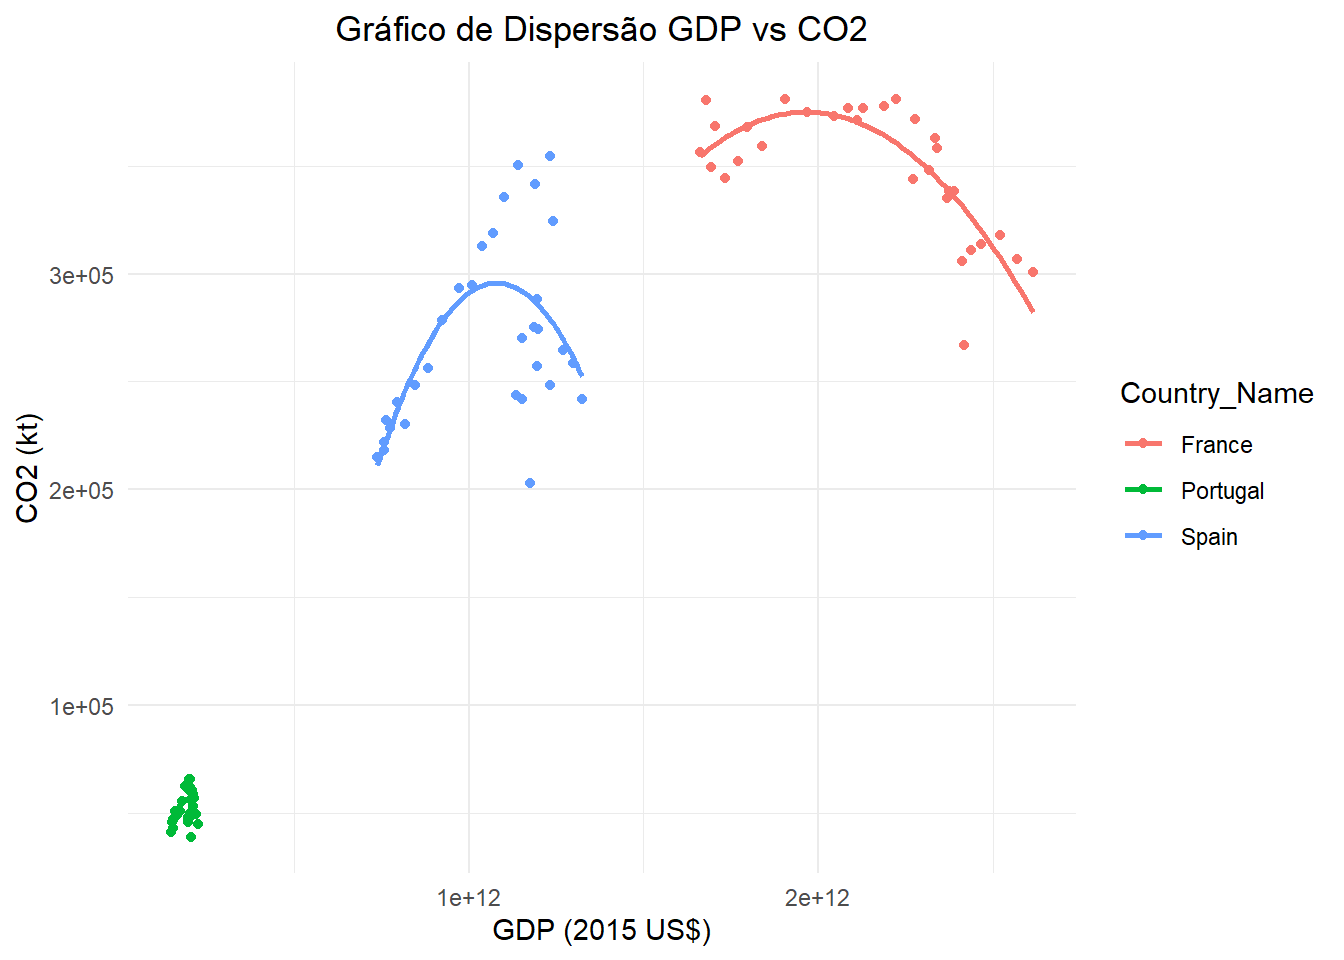 Gráfico de Dispersão GDP vs CO2
CO2 (kt)
3e+05
2e+05
1e+05
1e+12
2e+12
GDP (2015 US$)
Country_Name
France
Portugal
Spain